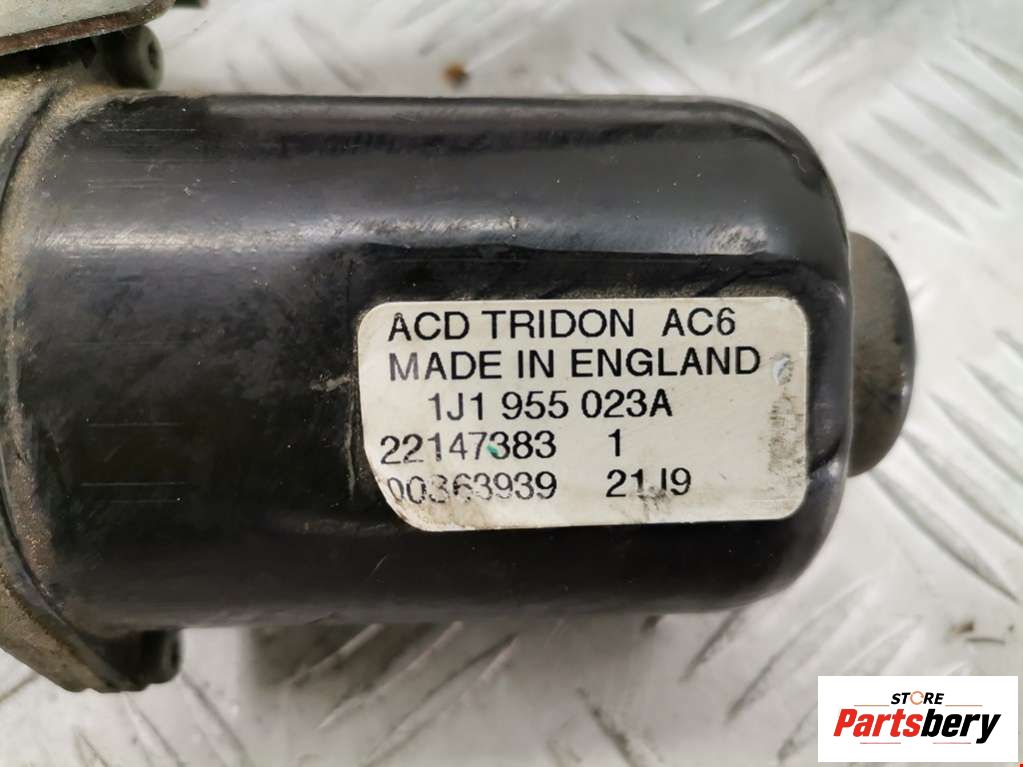 ACD TRIDON AC6
MADE IN ENGLAND
1J1 955 023A
22147383 1
00363939 21J9
STORE
Partsbery